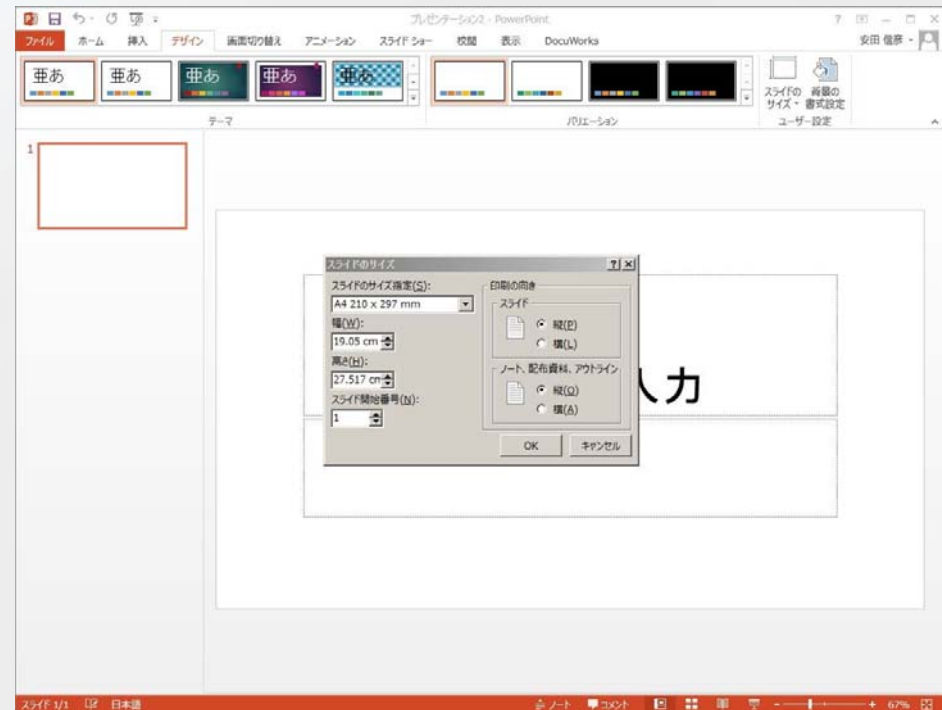 プレゼンテーション2 - PowerPoint
ファイル ホーム 挿入 デザイン 画面切り替え アニメーション スライド ショー 校閲 表示 DocuWorks 安田 信彦
亜あ 亜あ 亜あ 亜あ 亜あ
スライドの サイズ
背景の 書式設定
テーマ バリエーション ユーザー設定
1
スライドのサイズ
スライドのサイズ指定(S):
A4 210 x 297 mm
幅(W):
19.05 cm
高さ(H):
27.517 cm
スライド開始番号(N):
1
印刷の向き
スライド
縦(P)
横(L)
ノート、配布資料、アウトライン
縦(O)
横(A)
OK キャンセル
入力
スライド 1/1 日本語 ノート コメント 67%